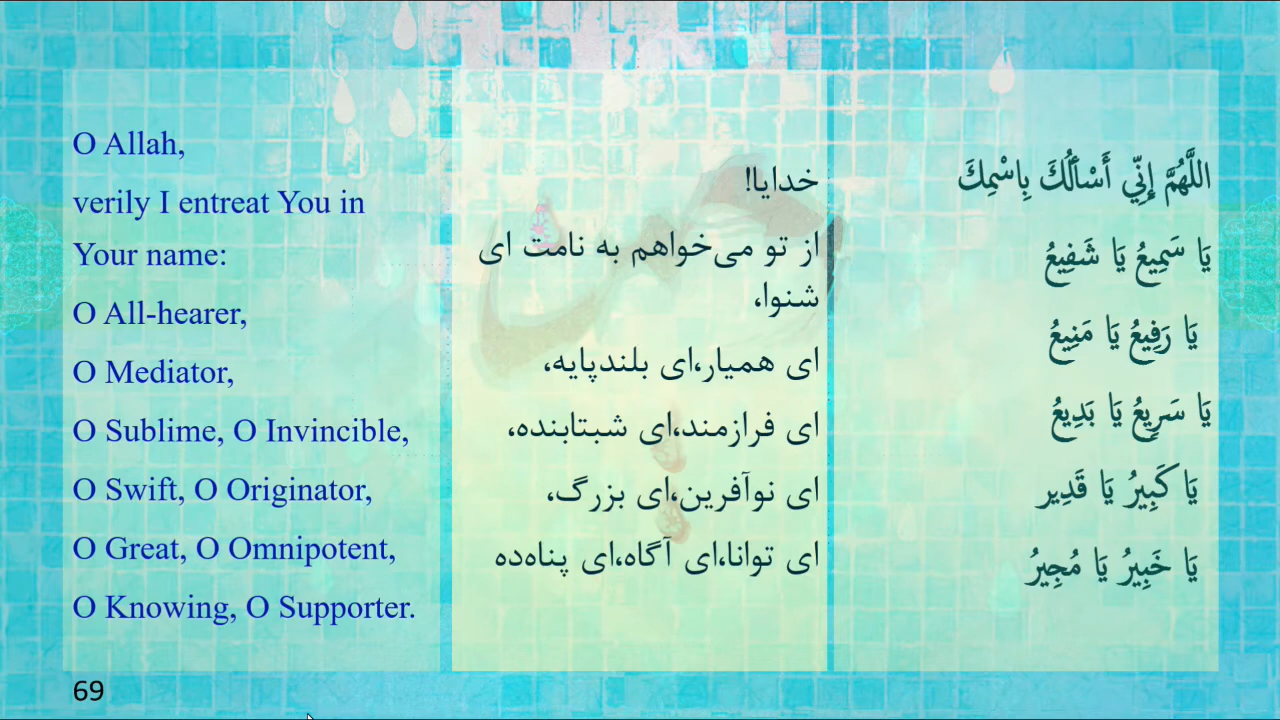 O Allah,
verily I entreat You in
Your name:
O All-hearer,
O Mediator,
O Sublime, O Invincible,
O Swift, O Originator,
O Great, O Omnipotent,
O Knowing, O Supporter.
خدایا!
از تو می‌خواهم به نامت ای
شنوا،
ای همیار،ای بلندپایه،
ای فرازمند،ای شبتابنده،
ای نوآفرین،ای بزرگ،
ای توانا،ای آگاه،ای پناه‌ده
اللَّهُمَّ إِنِّي أَسْأَلُكَ بِاسْمِكَ
يَا سَمِيعُ يَا شَفِيعُ
يَا رَفِيعُ يَا مَنِيعُ
يَا سَرِيعُ يَا بَدِيعُ
يَا كَبِيرُ يَا قَدِير
يَا خَبِيرُ يَا مُجِيرُ
69